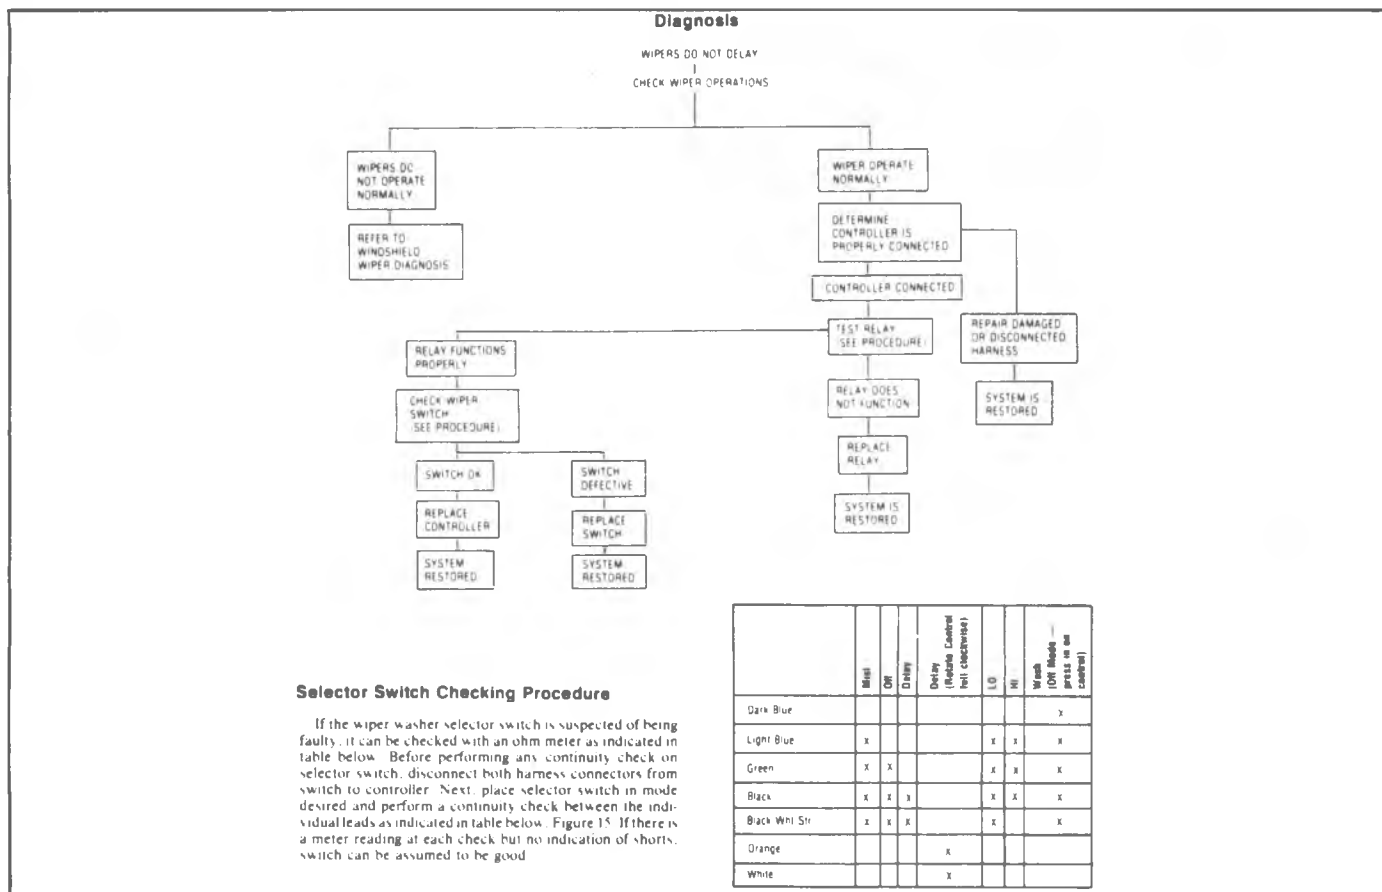 Diagnosis
WIPERS DO NOT DELAY
CHECK WIPER OPERATIONS
WIPERS DO
NOT OPERATE
NORMALLY
REFER TO
WINDSHIELD
WIPER DIAGNOSIS
WIPER OPERATE
NORMALLY
DETERMINE
CONTROLLER IS
PROPERLY CONNECTED
CONTROLLER CONNECTED
TEST RELAY
(SEE PROCEDURE)
REPAIR DAMAGED
OR DISCONNECTED
HARNESS
SYSTEM IS
RESTORED
RELAY FUNCTIONS
PROPERLY
CHECK WIPER
SWITCH
(SEE PROCEDURE)
RELAY DOES
NOT FUNCTION
REPLACE
RELAY
SYSTEM IS
RESTORED
SWITCH OK
REPLACE
CONTROLLER
SYSTEM
RESTORED
SWITCH
DEFECTIVE
REPLACE
SWITCH
SYSTEM
RESTORED
Selector Switch Checking Procedure
If the wiper washer selector switch is suspected of being
faulty, it can be checked with an ohm meter as indicated in
table below. Before performing any continuity check on
selector switch, disconnect both harness connectors from
switch to controller. Next, place selector switch in mode
desired and perform a continuity check between the indi-
vidual leads as indicated in table below, Figure 15. If there is
a meter reading at each check but no indication of shorts,
switch can be assumed to be good.
Mist
Off
Delay
Delay
(Rotate Control
full clockwise)
LO
HI
Wash
(Off Mode —
press in on
control)
Dark Blue x
Light Blue x x x x
Green x x x x x
Black x x x x x x
Black Wht Str x x x x x
Orange x
White x